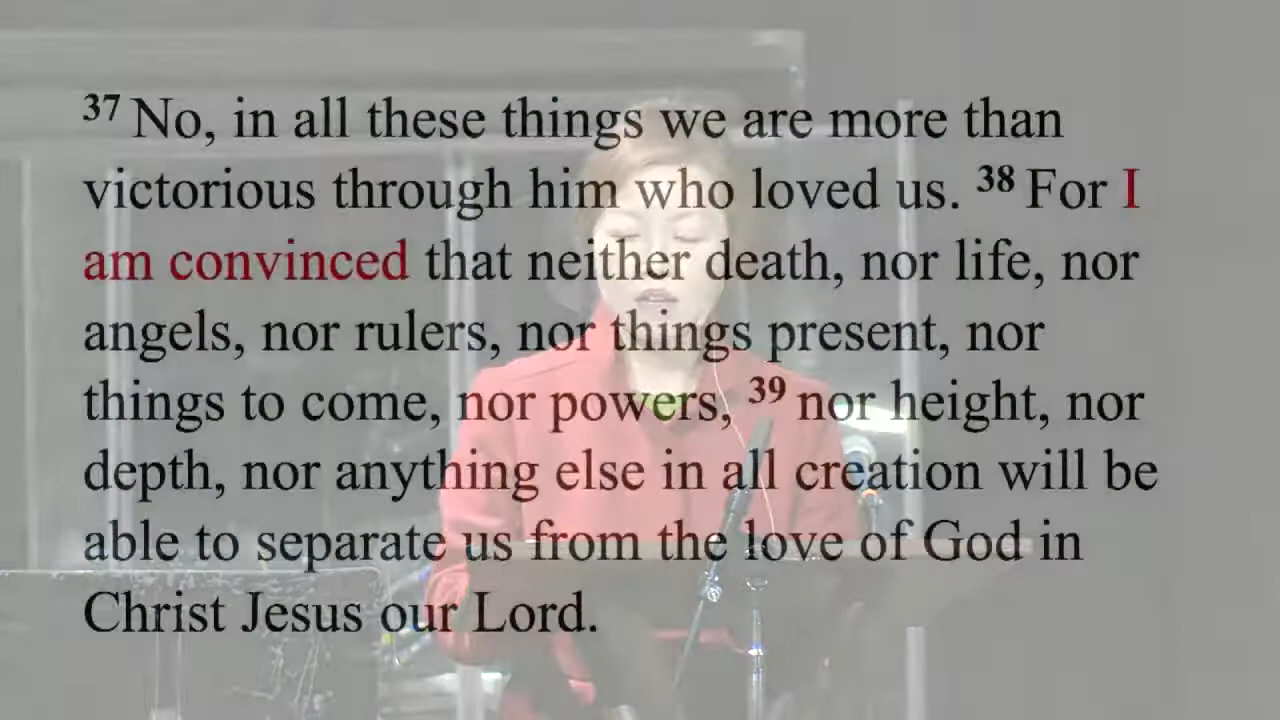 37 No, in all these things we are more than
victorious through him who loved us. 38 For I
am convinced that neither death, nor life, nor
angels, nor rulers, nor things present, nor
things to come, nor powers, 39 nor height, nor
depth, nor anything else in all creation will be
able to separate us from the love of God in
Christ Jesus our Lord.